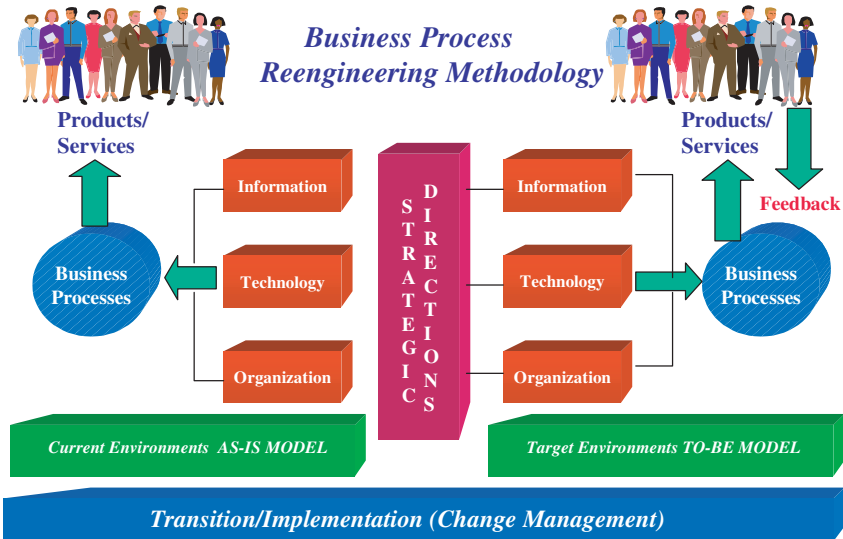 Business Process
Reengineering Methodology
Products/
Services
Products/
Services
Information
Technology
Organization
STRATEGIC
DIRECTIONS
Information
Technology
Organization
Feedback
Business
Processes
Business
Processes
Current Environments AS-IS MODEL
Target Environments TO-BE MODEL
Transition/Implementation (Change Management)